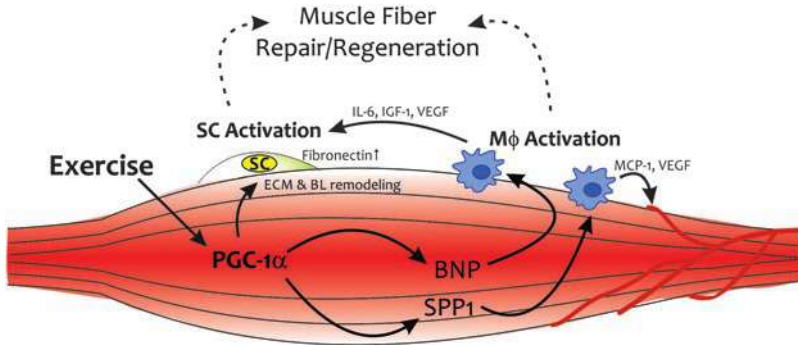 Muscle Fiber
Repair/Regeneration
IL-6, IGF-1, VEGF
SC Activation
Mϕ Activation
Exercise
SC
Fibronectin↑
MCP-1, VEGF
ECM & BL remodeling
PGC-1α
BNP
SPP1